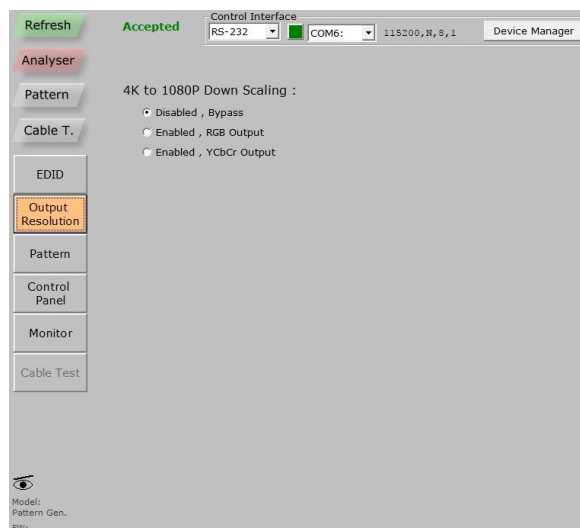 Refresh
Accepted
Control Interface
RS-232
COM6:
115200,N,8,1
Device Manager
Analyser
Pattern
Cable T.
4K to 1080P Down Scaling :
Disabled , Bypass
Enabled , RGB Output
Enabled , YCbCr Output
EDID
Output
Resolution
Pattern
Control
Panel
Monitor
Cable Test
Model:
Pattern Gen.
FW: